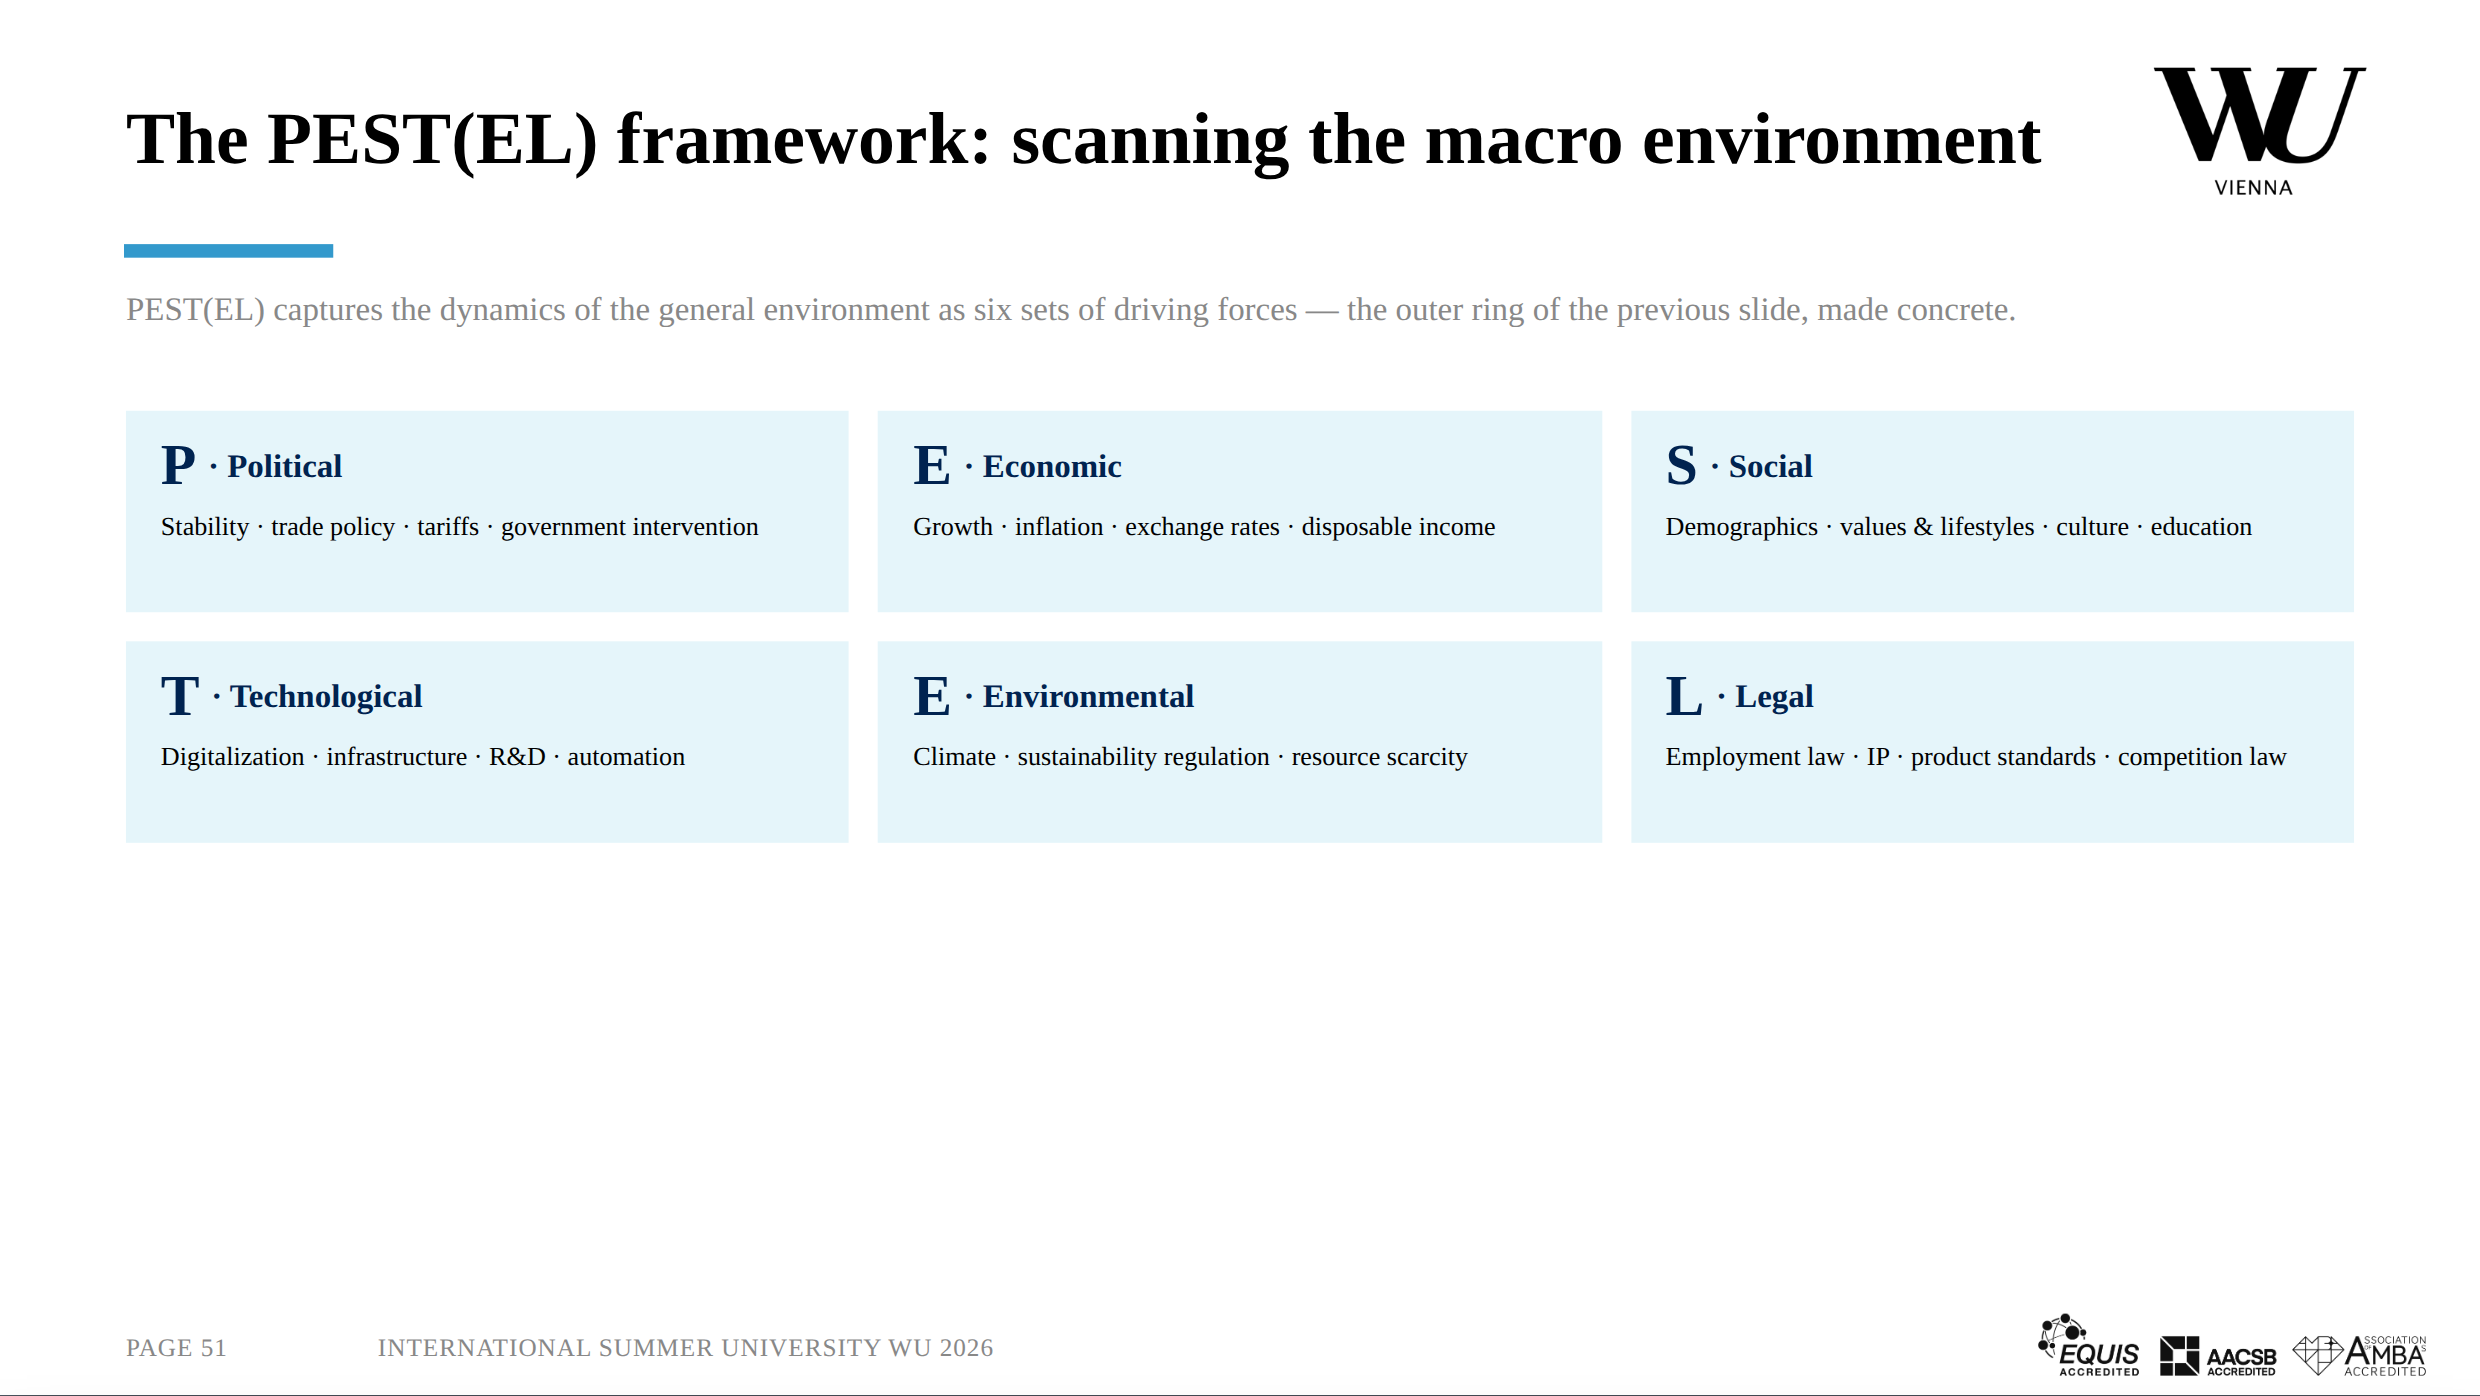 The PEST(EL) framework: scanning the macro environment
WU
VIENNA
PEST(EL) captures the dynamics of the general environment as six sets of driving forces — the outer ring of the previous slide, made concrete.
P · Political
Stability · trade policy · tariffs · government intervention
E · Economic
Growth · inflation · exchange rates · disposable income
S · Social
Demographics · values & lifestyles · culture · education
T · Technological
Digitalization · infrastructure · R&D · automation
E · Environmental
Climate · sustainability regulation · resource scarcity
L · Legal
Employment law · IP · product standards · competition law
PAGE 51
INTERNATIONAL SUMMER UNIVERSITY WU 2026
EQUIS
ACCREDITED
AACSB
ACCREDITED
ASSOCIATION
OF
AMBAS
ACCREDITED